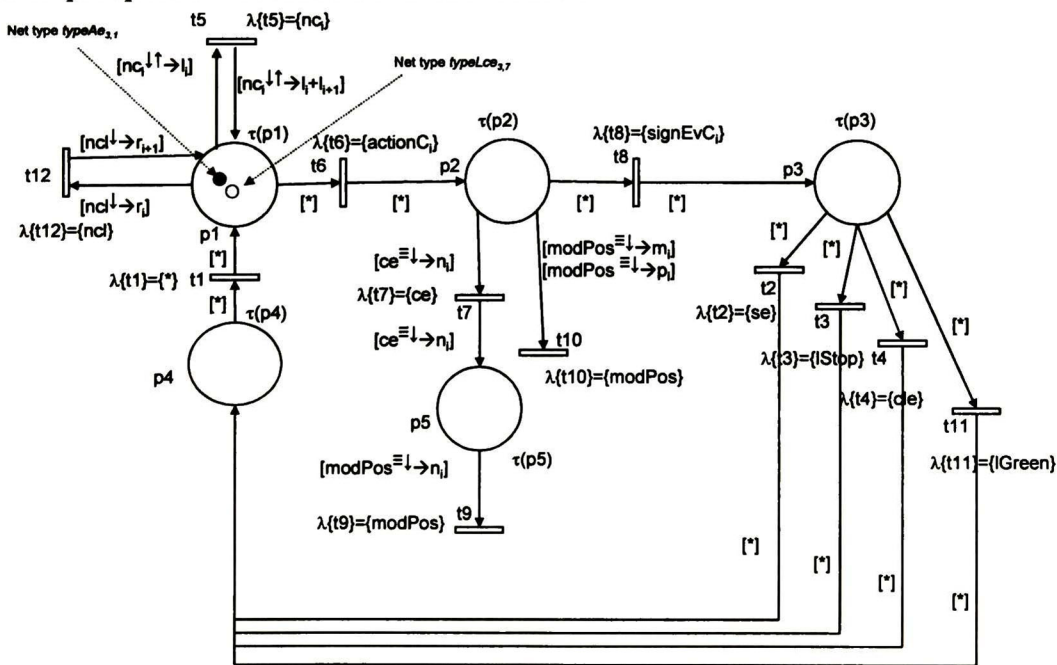 t5 λ{t5}={ncᵢ}
Net type typeAe₃,₁
[ncᵢ↓↑→lᵢ]
[ncᵢ↓↑→lᵢ+lᵢ₊₁]
Net type typeLce₃,₇
[ncl↓→rᵢ₊₁]
τ(p1)
t12
[ncl↓→rᵢ]
λ{t12}={ncl}
p1
λ{t6}={actionCᵢ}
t6
[*]
[*]
τ(p2)
p2
λ{t8}={signEvCᵢ}
t8
[*]
[*]
τ(p3)
p3
[*]
λ{t1}={*} t1
[*]
τ(p4)
p4
[ce≡↓→nᵢ]
λ{t7}={ce}
t7
[ce≡↓→nᵢ]
[modPos≡↓→mᵢ]
[modPos≡↓→pᵢ]
t10
λ{t10}={modPos}
p5
τ(p5)
[modPos≡↓→nᵢ]
t9
λ{t9}={modPos}
[*]
[*]
[*]
[*]
t2
λ{t2}={se}
t3
λ{t3}={lStop}
t4
λ{t4}={cle}
t11
λ{t11}={lGreen}
[*]
[*]
[*]
[*]